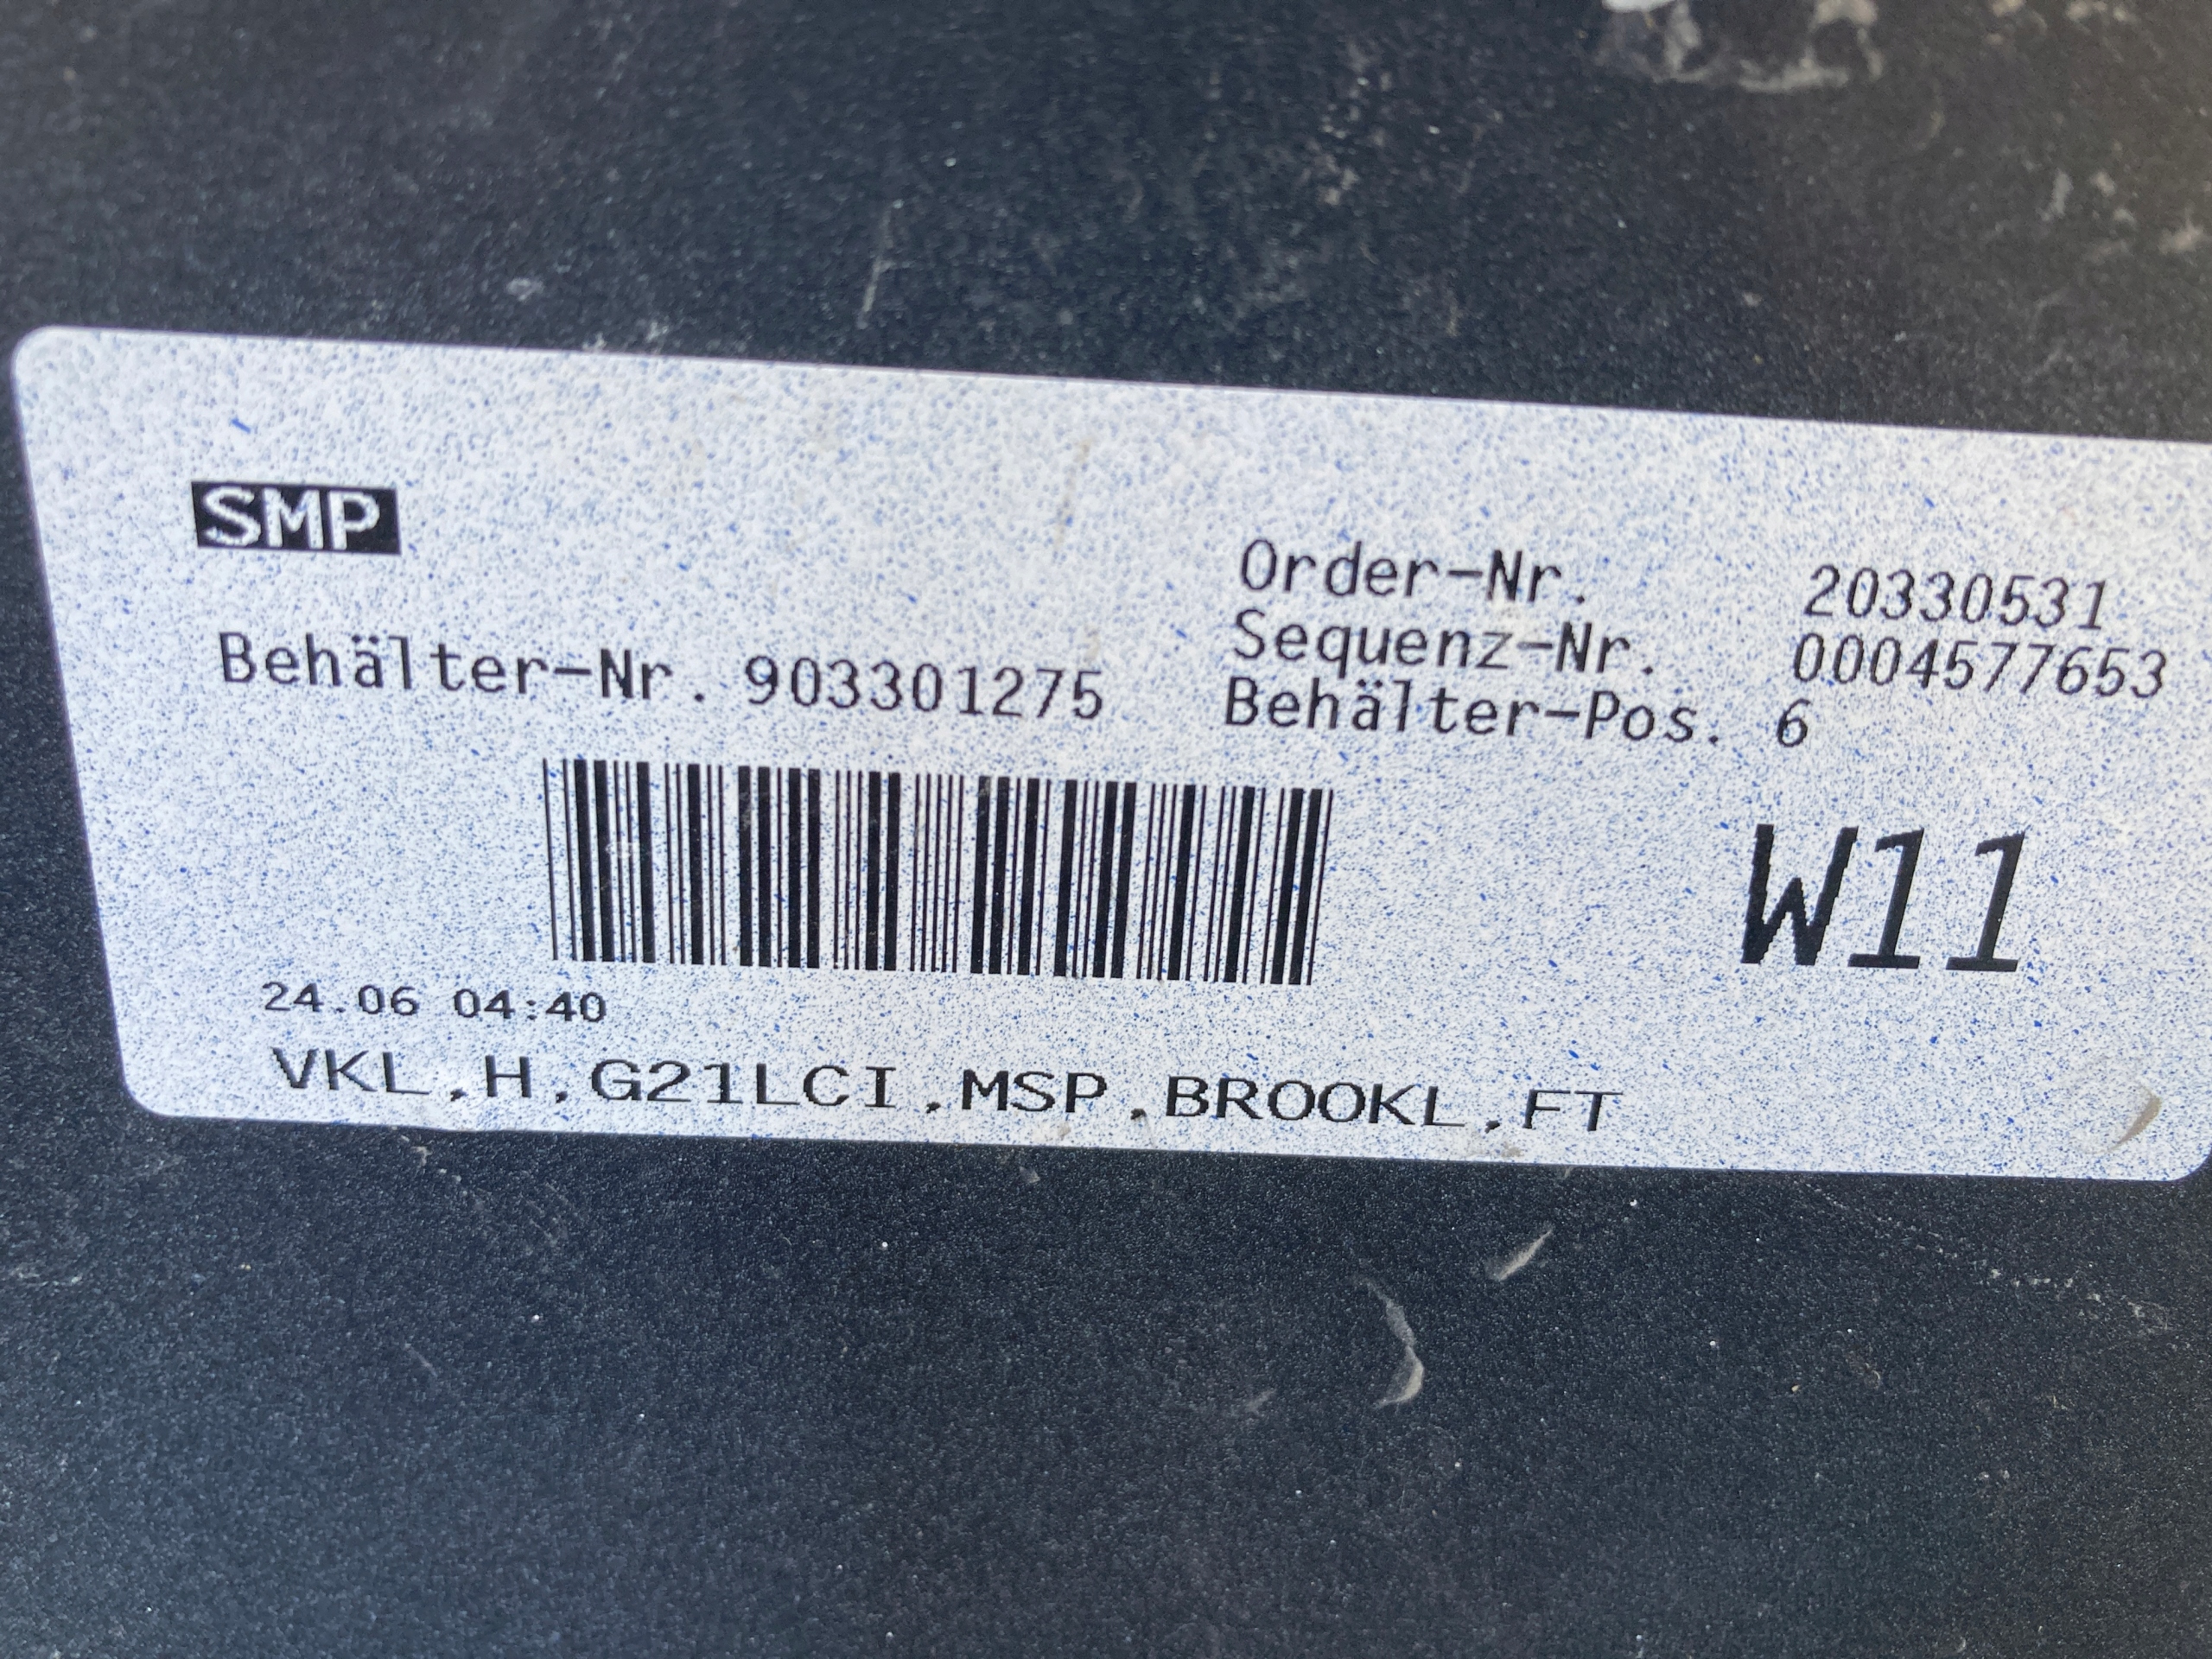 SMP
Behälter-Nr. 903301275
Order-Nr. 20330531
Sequenz-Nr. 0004577653
Behälter-Pos. 6
W11
24.06 04:40
VKL,H,G21LCI,MSP,BROOKL,FT